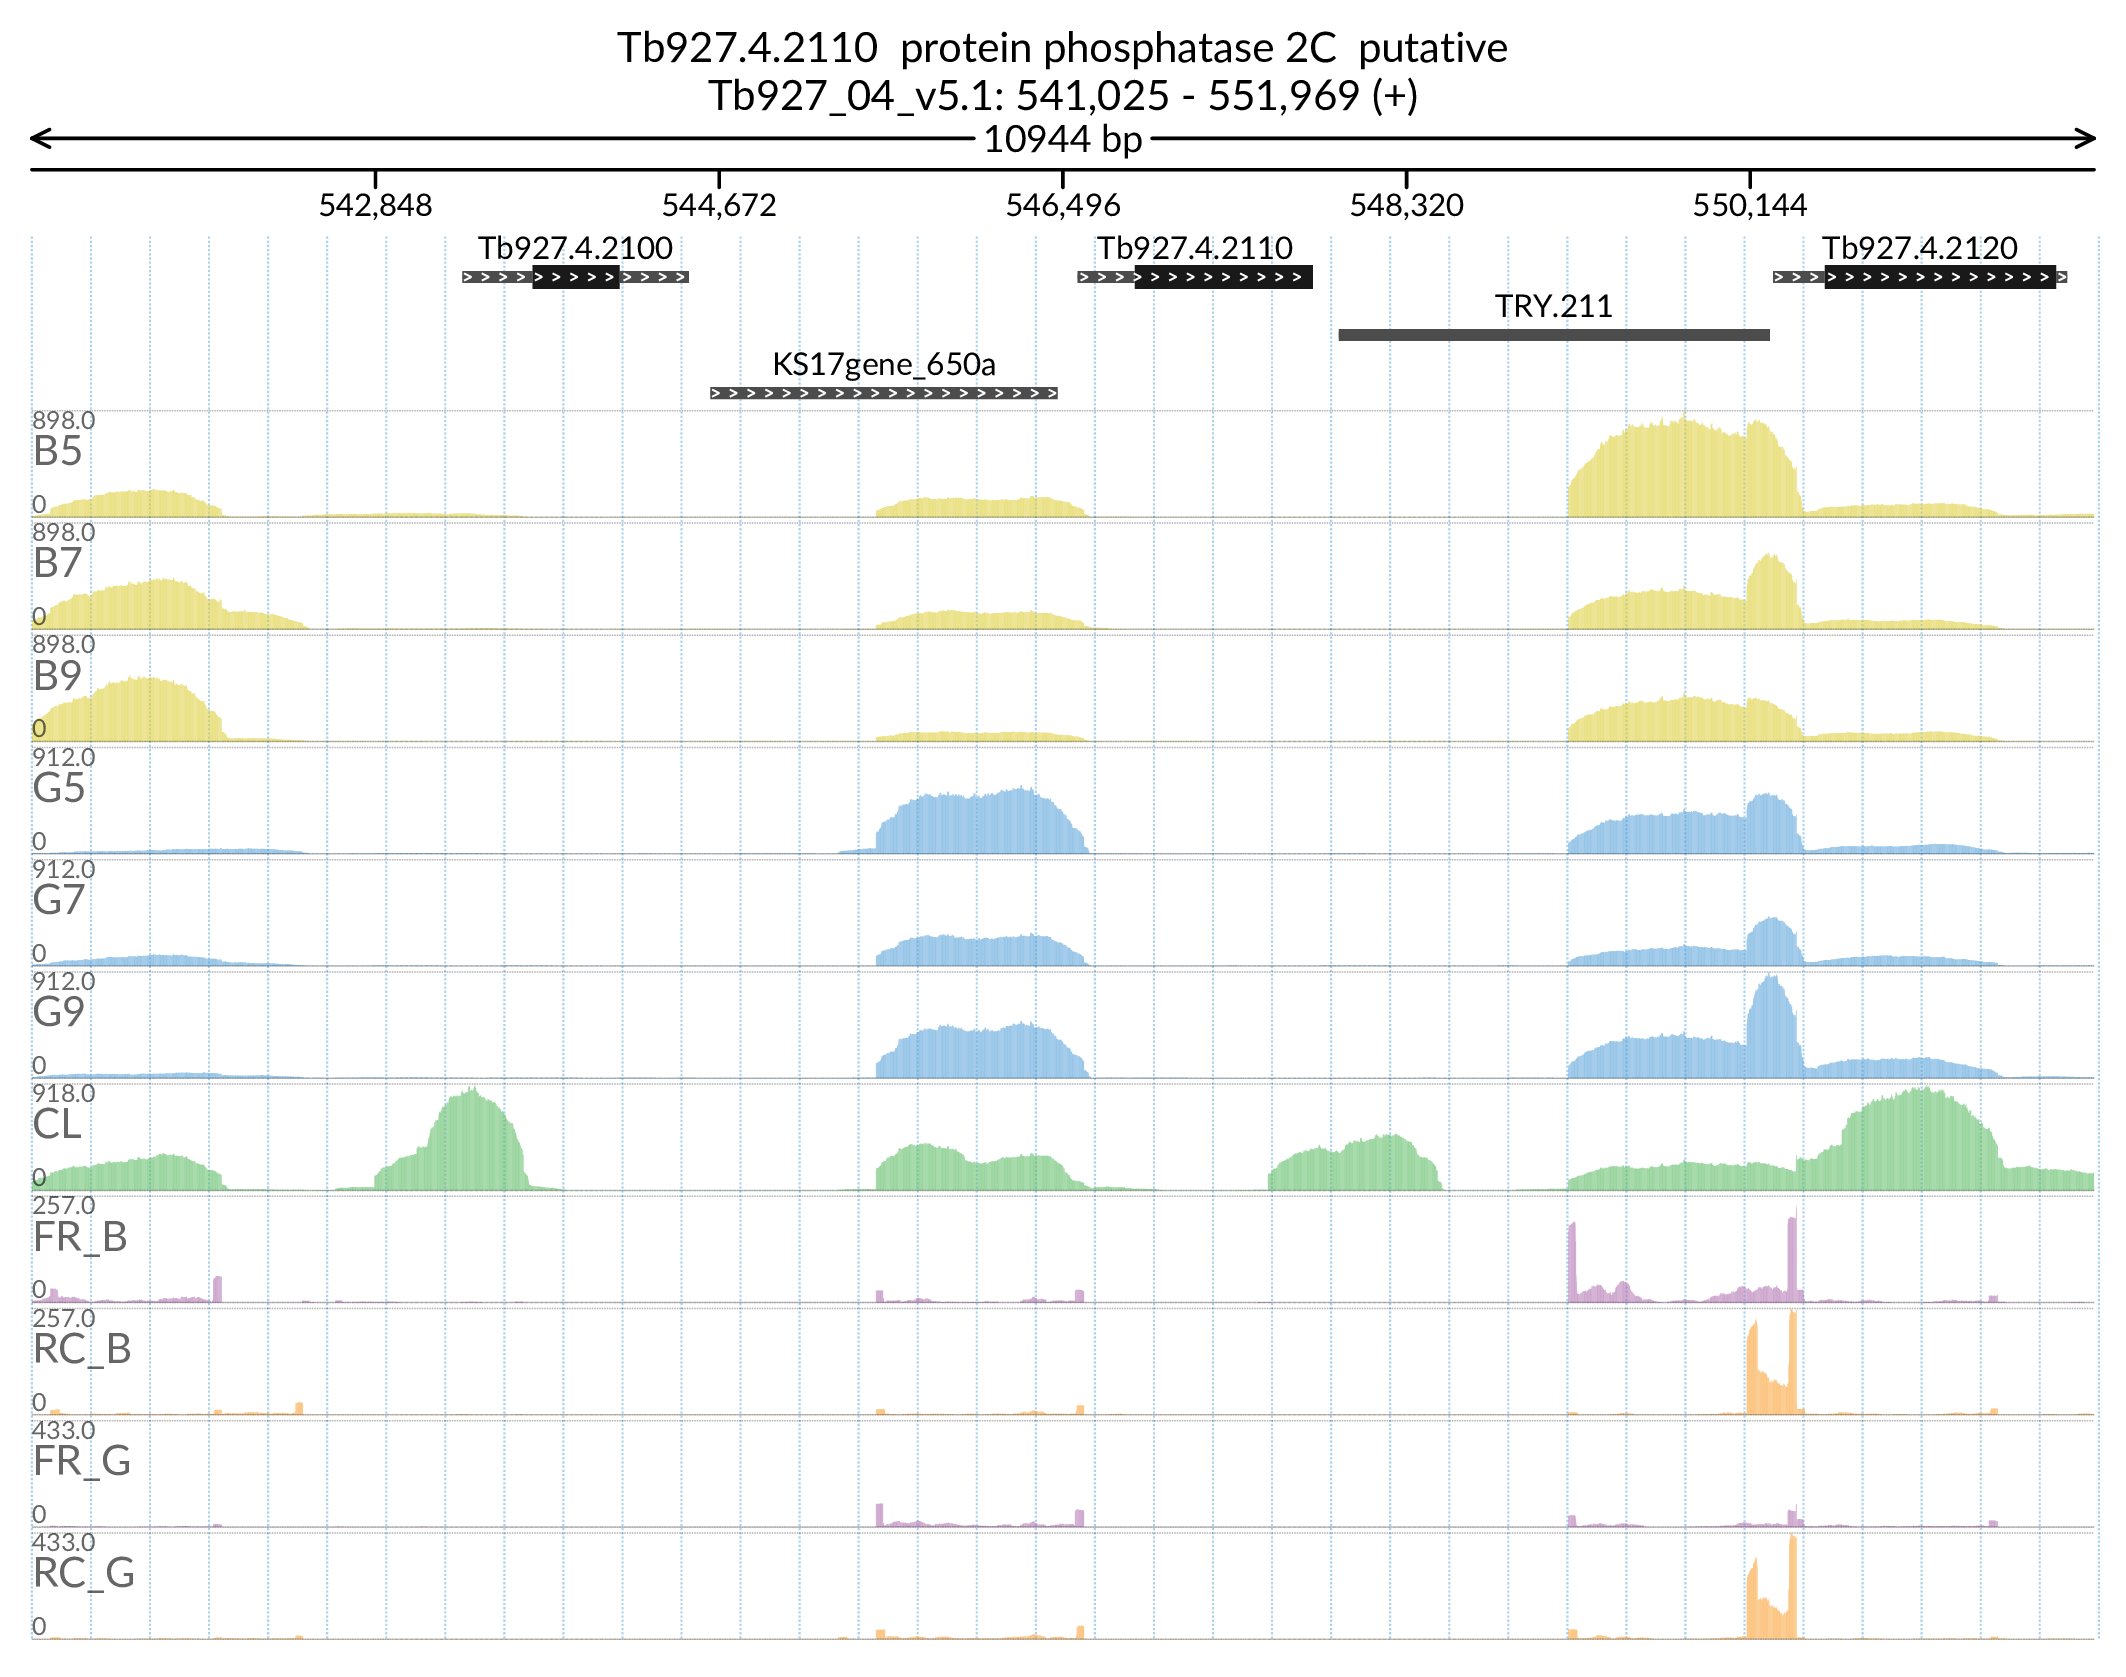 Tb927.4.2110  protein phosphatase 2C  putative
Tb927_04_v5.1: 541,025 - 551,969 (+)
10944 bp
542,848 544,672 546,496 548,320 550,144
Tb927.4.2100 Tb927.4.2110 Tb927.4.2120
TRY.211
KS17gene_650a
898.0
B5
0
898.0
B7
0
898.0
B9
0
912.0
G5
0
912.0
G7
0
912.0
G9
0
918.0
CL
0
257.0
FR_B
0
257.0
RC_B
0
433.0
FR_G
0
433.0
RC_G
0